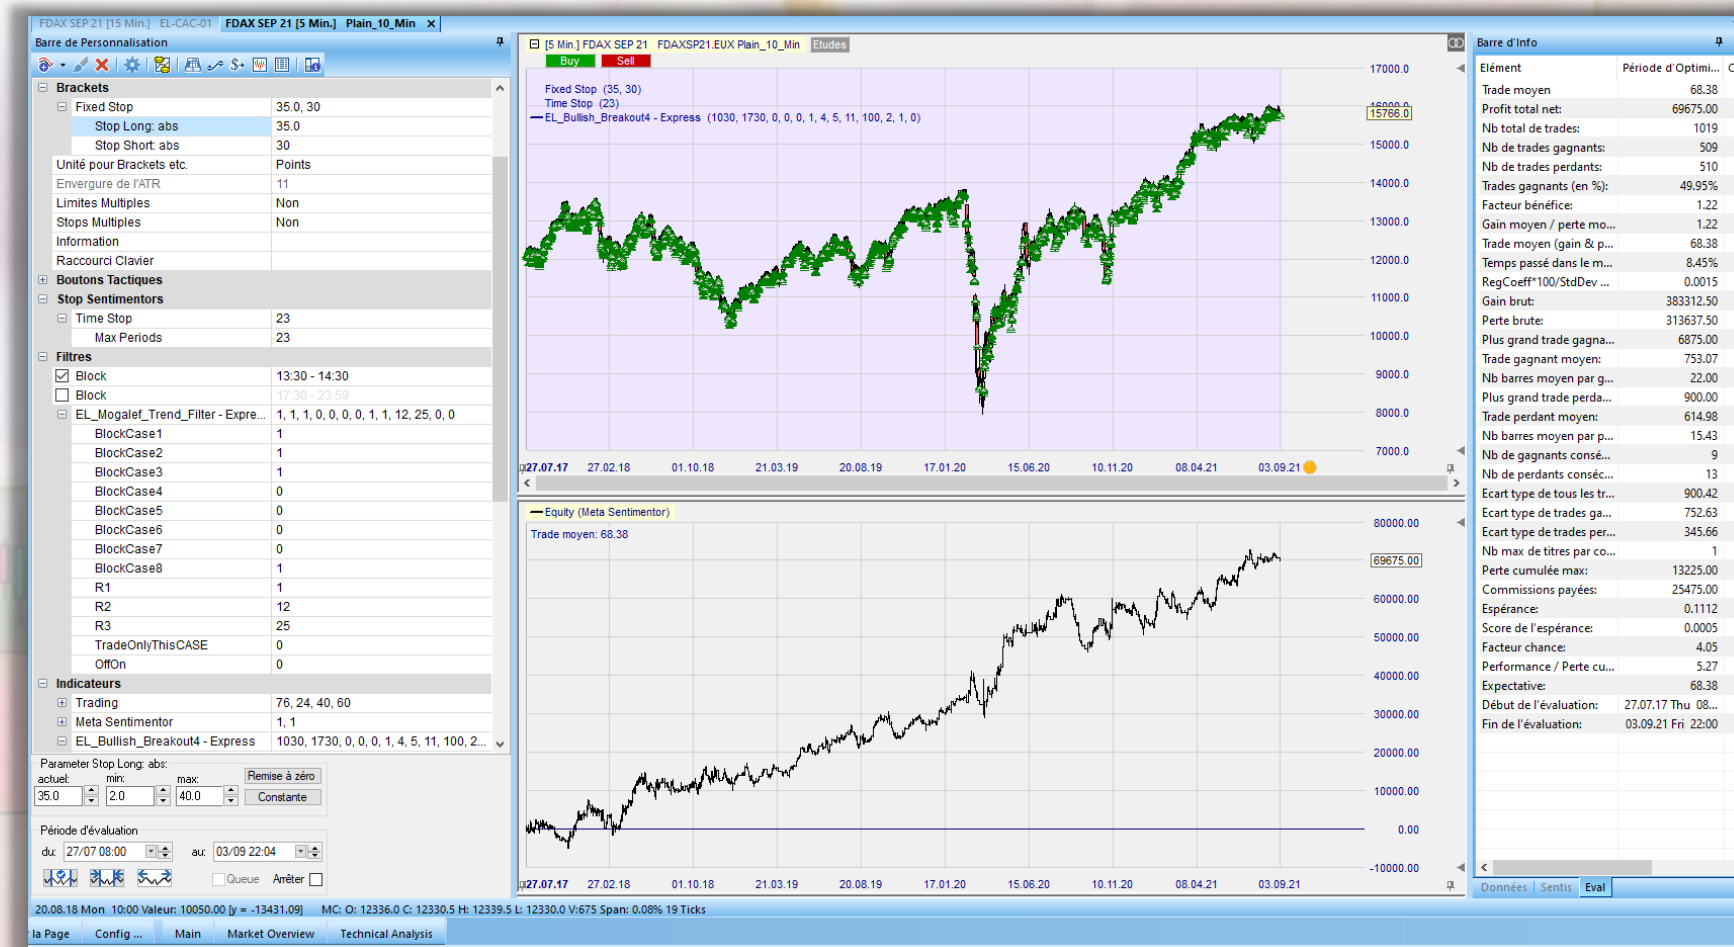 FDAX SEP 21 [15 Min.] EL-CAC-01 FDAX SEP 21 [5 Min.] Plain_10_Min
Barre de Personnalisation
Brackets
Fixed Stop 35.0, 30
Stop Long: abs 35.0
Stop Short: abs 30
Unité pour Brackets etc. Points
Envergure de l'ATR 11
Limites Multiples Non
Stops Multiples Non
Information
Raccourci Clavier
Boutons Tactiques
Stop Sentimentors
Time Stop 23
Max Periods 23
Filtres
Block 13:30 - 14:30
Block 17:30 - 23:59
EL_Mogalef_Trend_Filter - Expre... 1, 1, 1, 0, 0, 0, 0, 1, 1, 12, 25, 0, 0
BlockCase1 1
BlockCase2 1
BlockCase3 1
BlockCase4 0
BlockCase5 0
BlockCase6 0
BlockCase7 0
BlockCase8 1
R1 1
R2 12
R3 25
TradeOnlyThisCASE 0
OffOn 0
Indicateurs
Trading 76, 24, 40, 60
Meta Sentimentor 1, 1
EL_Bullish_Breakout4 - Express 1030, 1730, 0, 0, 0, 1, 4, 5, 11, 100, 2...
Parameter Stop Long: abs:
actuel: min: max: Remise à zéro
35.0 2.0 40.0 Constante
Période d'évaluation
du: 27/07 08:00 au: 03/09 22:04
Queue Arrêter
[5 Min.] FDAX SEP 21 FDAXSP21.EUX Plain_10_Min Etudes
Buy Sell
Fixed Stop (35, 30)
Time Stop (23)
EL_Bullish_Breakout4 - Express (1030, 1730, 0, 0, 0, 1, 4, 5, 11, 100, 2, 1, 0)
17000.0
16000.0
15766.0
15000.0
14000.0
13000.0
12000.0
11000.0
10000.0
9000.0
8000.0
7000.0
27.07.17 27.02.18 01.10.18 21.03.19 20.08.19 17.01.20 15.06.20 10.11.20 08.04.21 03.09.21
Equity (Meta Sentimentor)
Trade moyen: 68.38
80000.00
69675.00
60000.00
50000.00
40000.00
30000.00
20000.00
10000.00
0.00
-10000.00
27.07.17 27.02.18 01.10.18 21.03.19 20.08.19 17.01.20 15.06.20 10.11.20 08.04.21 03.09.21
Barre d'Info
Elément Période d'Optimi...
Trade moyen 68.38
Profit total net: 69675.00
Nb total de trades: 1019
Nb de trades gagnants: 509
Nb de trades perdants: 510
Trades gagnants (en %): 49.95%
Facteur bénéfice: 1.22
Gain moyen / perte mo... 1.22
Trade moyen (gain & p... 68.38
Temps passé dans le m... 8.45%
RegCoeff*100/StdDev ... 0.0015
Gain brut: 383312.50
Perte brute: 313637.50
Plus grand trade gagna... 6875.00
Trade gagnant moyen: 753.07
Nb barres moyen par g... 22.00
Plus grand trade perda... 900.00
Trade perdant moyen: 614.98
Nb barres moyen par p... 15.43
Nb de gagnants consé... 9
Nb de perdants conséc... 13
Ecart type de tous les tr... 900.42
Ecart type de trades ga... 752.63
Ecart type de trades per... 345.66
Nb max de titres par co... 1
Perte cumulée max: 13225.00
Commissions payées: 25475.00
Espérance: 0.1112
Score de l'espérance: 0.0005
Facteur chance: 4.05
Performance / Perte cu... 5.27
Expectative: 68.38
Début de l'évaluation: 27.07.17 Thu 08...
Fin de l'évaluation: 03.09.21 Fri 22:00
Données Sentis Eval
20.08.18 Mon 10:00 Valeur: 10050.00 [y = -13431.09] MC: O: 12336.0 C: 12330.5 H: 12339.5 L: 12330.0 V:675 Span: 0.08% 19 Ticks
la Page Config ... Main Market Overview Technical Analysis